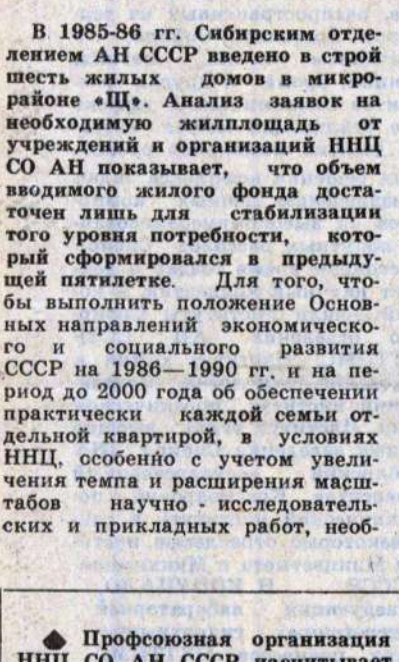 В 1985-86 гг. Сибирским отде-
лением АН СССР введено в строй
шесть жилых домов в микро-
районе «Щ». Анализ заявок на
необходимую жилплощадь от
учреждений и организаций ННЦ
СО АН показывает, что объем
вводимого жилого фонда доста-
точен лишь для стабилизации
того уровня потребности, кото-
рый сформировался в предыду-
щей пятилетке. Для того, что-
бы выполнить положение Основ-
ных направлений экономическо-
го и социального развития
СССР на 1986—1990 гг. и на пе-
риод до 2000 года об обеспечении
практически каждой семьи от-
дельной квартирой, в условиях
ННЦ, особенно с учетом увели-
чения темпа и расширения масш-
табов научно - исследователь-
ских и прикладных работ, необ-
◆ Профсоюзная организация
ННЦ СО АН СССР насчитывает